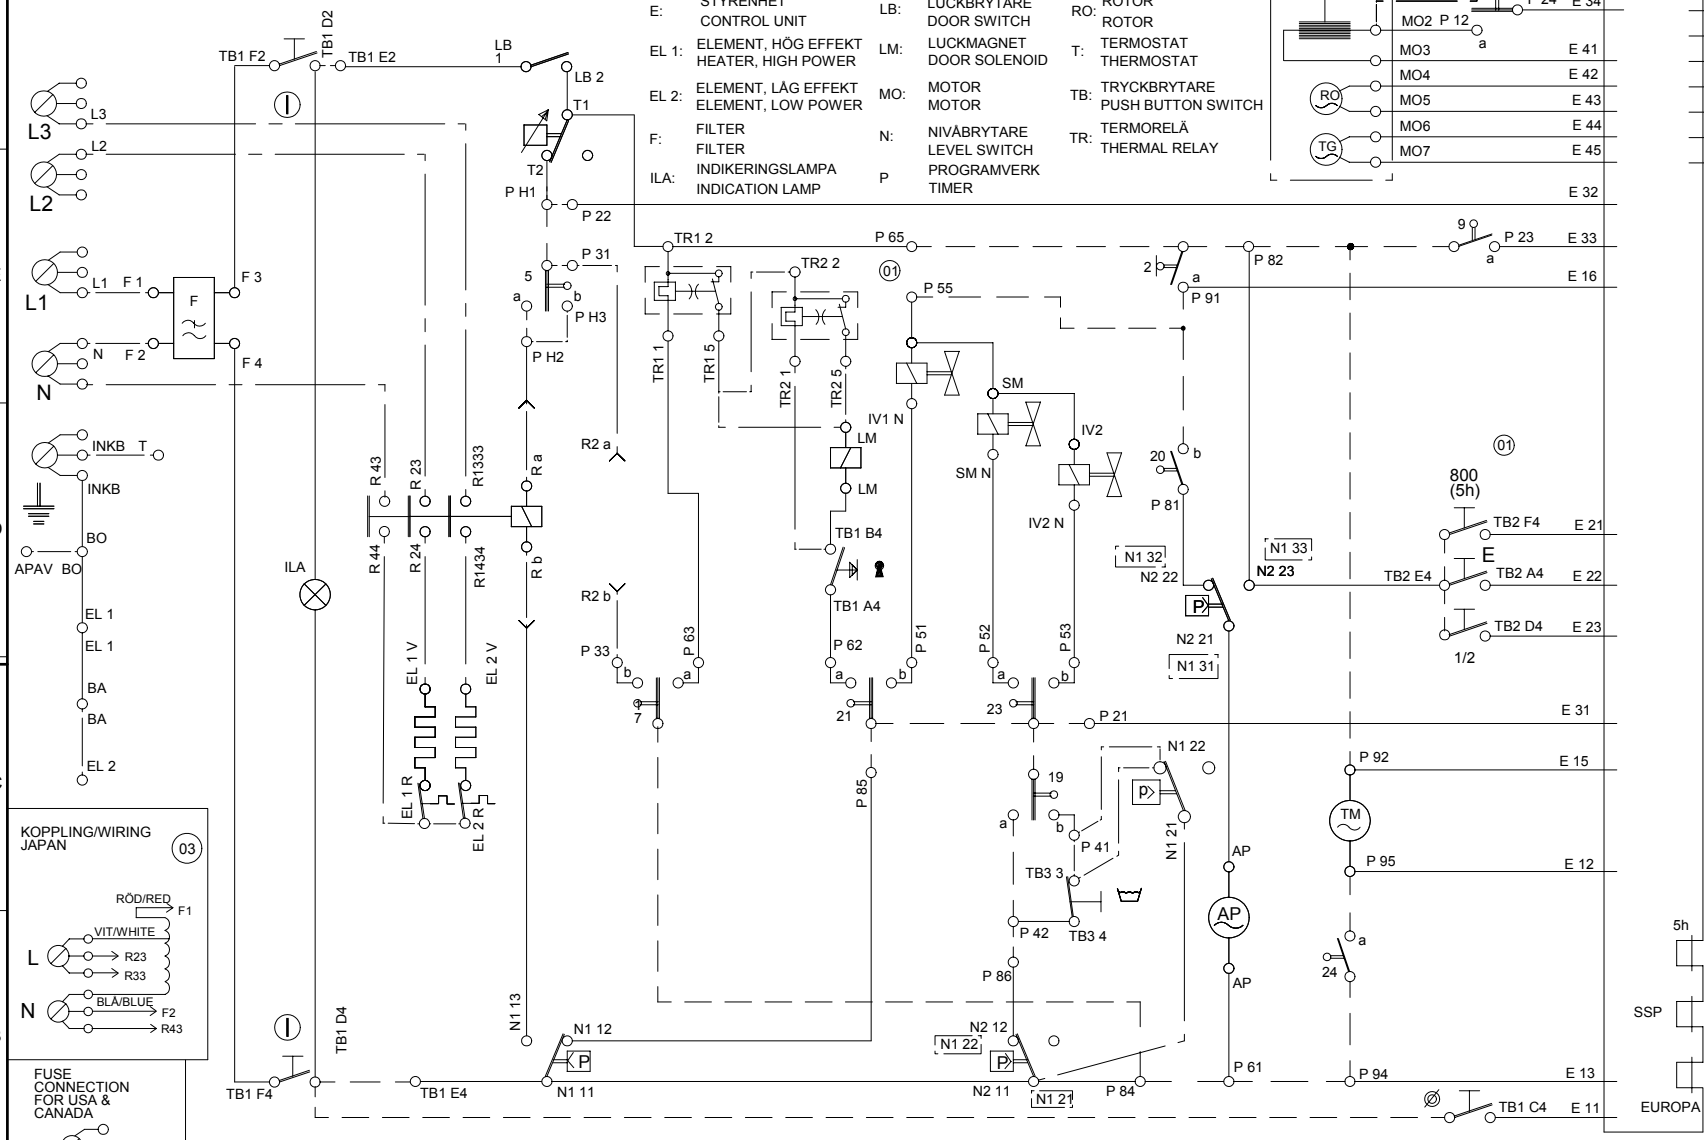 STYRENHET
E:
CONTROL UNIT
LUCKBRYTARE
LB:
DOOR SWITCH
ROTOR
RO:
ROTOR
P 24
E 34
MO2
P 12
a
EL 1:
ELEMENT, HÖG EFFEKT
HEATER, HIGH POWER
LM:
LUCKMAGNET
DOOR SOLENOID
T:
TERMOSTAT
THERMOSTAT
MO3
E 41
EL 2:
ELEMENT, LÅG EFFEKT
ELEMENT, LOW POWER
MO:
MOTOR
MOTOR
TB:
TRYCKBRYTARE
PUSH BUTTON SWITCH
RO
MO4
E 42
MO5
E 43
F:
FILTER
FILTER
N:
NIVÅBRYTARE
LEVEL SWITCH
TR:
TERMORELÄ
THERMAL RELAY
TG
MO6
E 44
MO7
E 45
ILA:
INDIKERINGSLAMPA
INDICATION LAMP
P
PROGRAMVERK
TIMER
TB1 F2
TB1 D2
TB1 E2
LB
1
LB 2
I
T1
T2
L3
L3
L2
L2
P H1
P 22
E 32
L1
L1
F 1
F
F 3
N
N
F 2
F 4
P 31
5
a
b
P H3
P H2
TR1 2
P 65
TR2 2
01
P 55
2
a
P 91
P 82
9
P 23
a
E 33
E 16
TR1 1
TR1 5
TR2 1
TR2 5
IV1 N
SM
SM N
IV2
IV2 N
LM
LM
INKB
T
INKB
BO
APAV
BO
R 43
R 23
R1333
R a
R2 a
R 44
R 24
R1434
R b
R2 b
TB1 B4
TB1 A4
20
b
P 81
01
800
(5h)
TB2 F4
E 21
E
N1 32
N2 22
N1 33
N2 23
TB2 E4
TB2 A4
E 22
TB2 D4
E 23
1/2
ILA
EL 1
EL 1
BA
BA
EL 2
EL 1 V
EL 2 V
EL 1 R
EL 2 R
P 33
P 63
b
a
7
P 62
P 51
a
b
21
P 52
P 53
a
b
23
P
N2 21
N1 31
P 21
E 31
P 85
19
a
b
P 41
N1 22
p
N1 21
P 92
E 15
TM
P 95
E 12
TB3 3
P 42
TB3 4
P 86
AP
AP
AP
a
24
KOPPLING/WIRING
JAPAN
03
RÖD/RED
F1
VIT/WHITE
L
R23
R33
N
BLÅ/BLUE
F2
R43
5h
SSP
EUROPA
I
TB1 D4
TB1 F4
TB1 E4
N1 13
N1 12
P
N1 11
N2 12
N1 22
P
N2 11
N1 21
P 84
P 61
P 94
E 13
TB1 C4
E 11
FUSE
CONNECTION
FOR USA &
CANADA